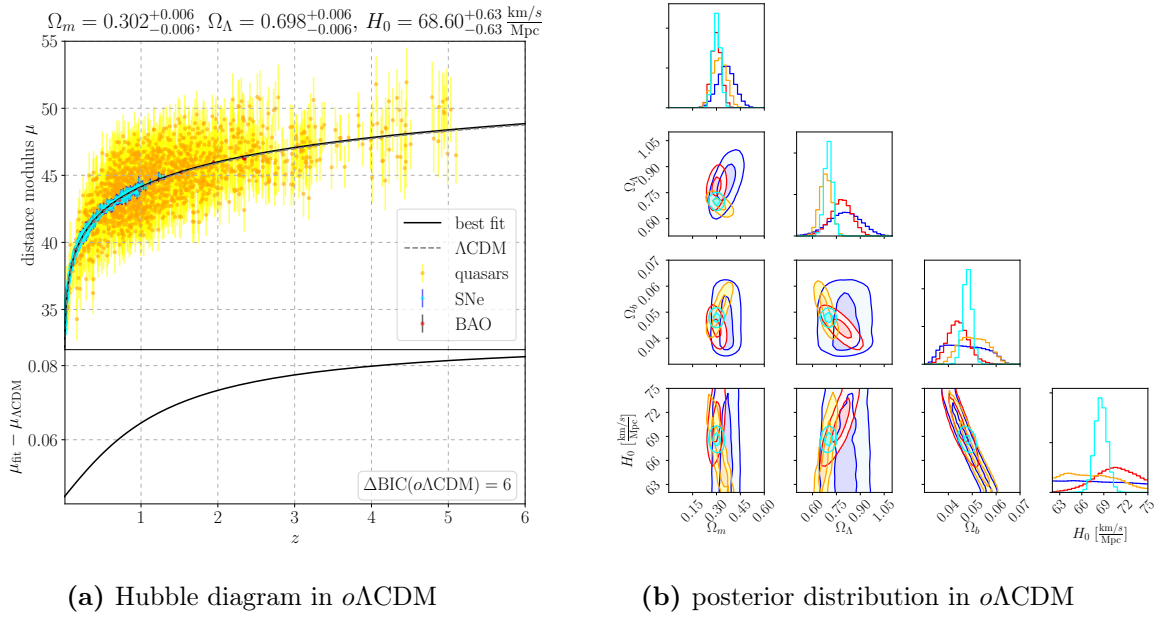 Ω_m = 0.302^{+0.006}_{−0.006}, Ω_Λ = 0.698^{+0.006}_{−0.006}, H_0 = 68.60^{+0.63}_{−0.63} km/s/Mpc
distance modulus μ
55
50
45
40
35
best fit
ΛCDM
quasars
SNe
BAO
μ_fit − μ_ΛCDM
0.08
0.06
ΔBIC(oΛCDM) = 6
1 2 3 4 5 6
z
(a) Hubble diagram in oΛCDM
Ω_Λ
1.05
0.90
0.75
0.60
Ω_b
0.07
0.06
0.05
0.04
H_0 [km/s/Mpc]
75
72
69
66
63
0.15 0.30 0.45 0.60
Ω_m
0.60 0.75 0.90 1.05
Ω_Λ
0.04 0.05 0.06 0.07
Ω_b
63 66 69 72 75
H_0 [km/s/Mpc]
(b) posterior distribution in oΛCDM